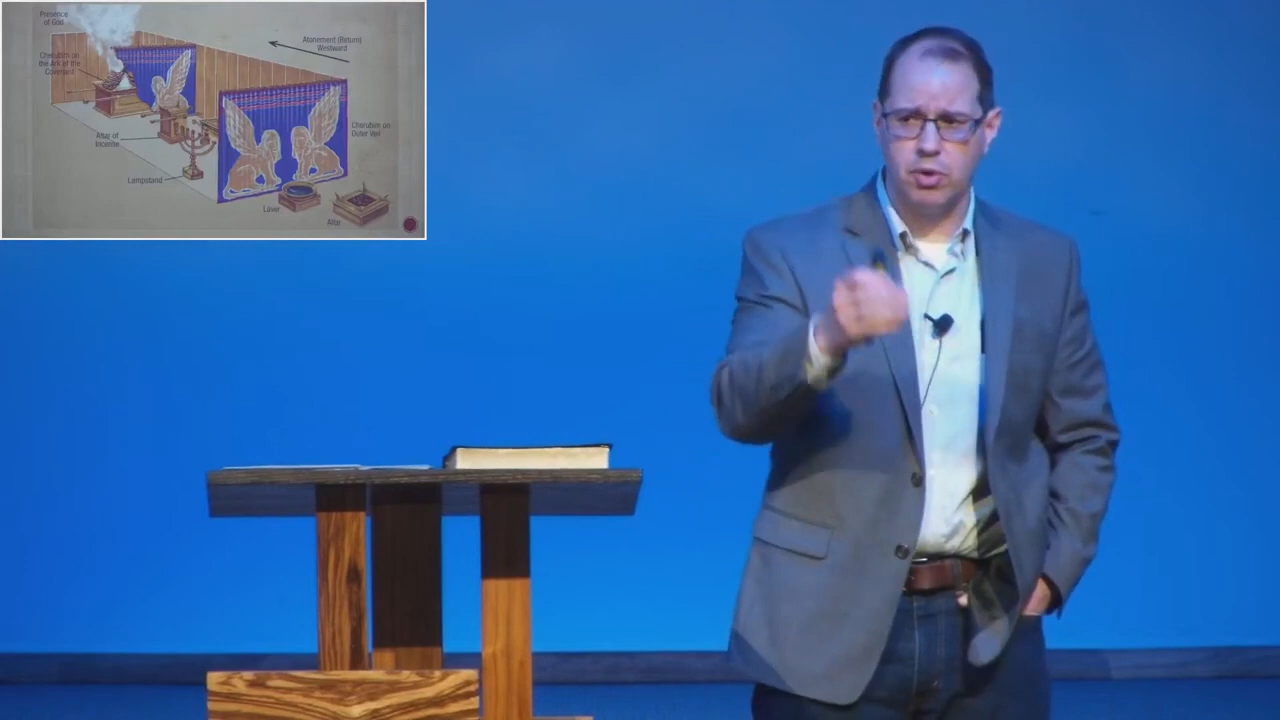 Presence
of God
Atonement (Return)
Westward
Cherubim on
the Ark of the
Covenant
Cherubim on
Outer Veil
Altar of
Incense
Lampstand
Laver
Altar